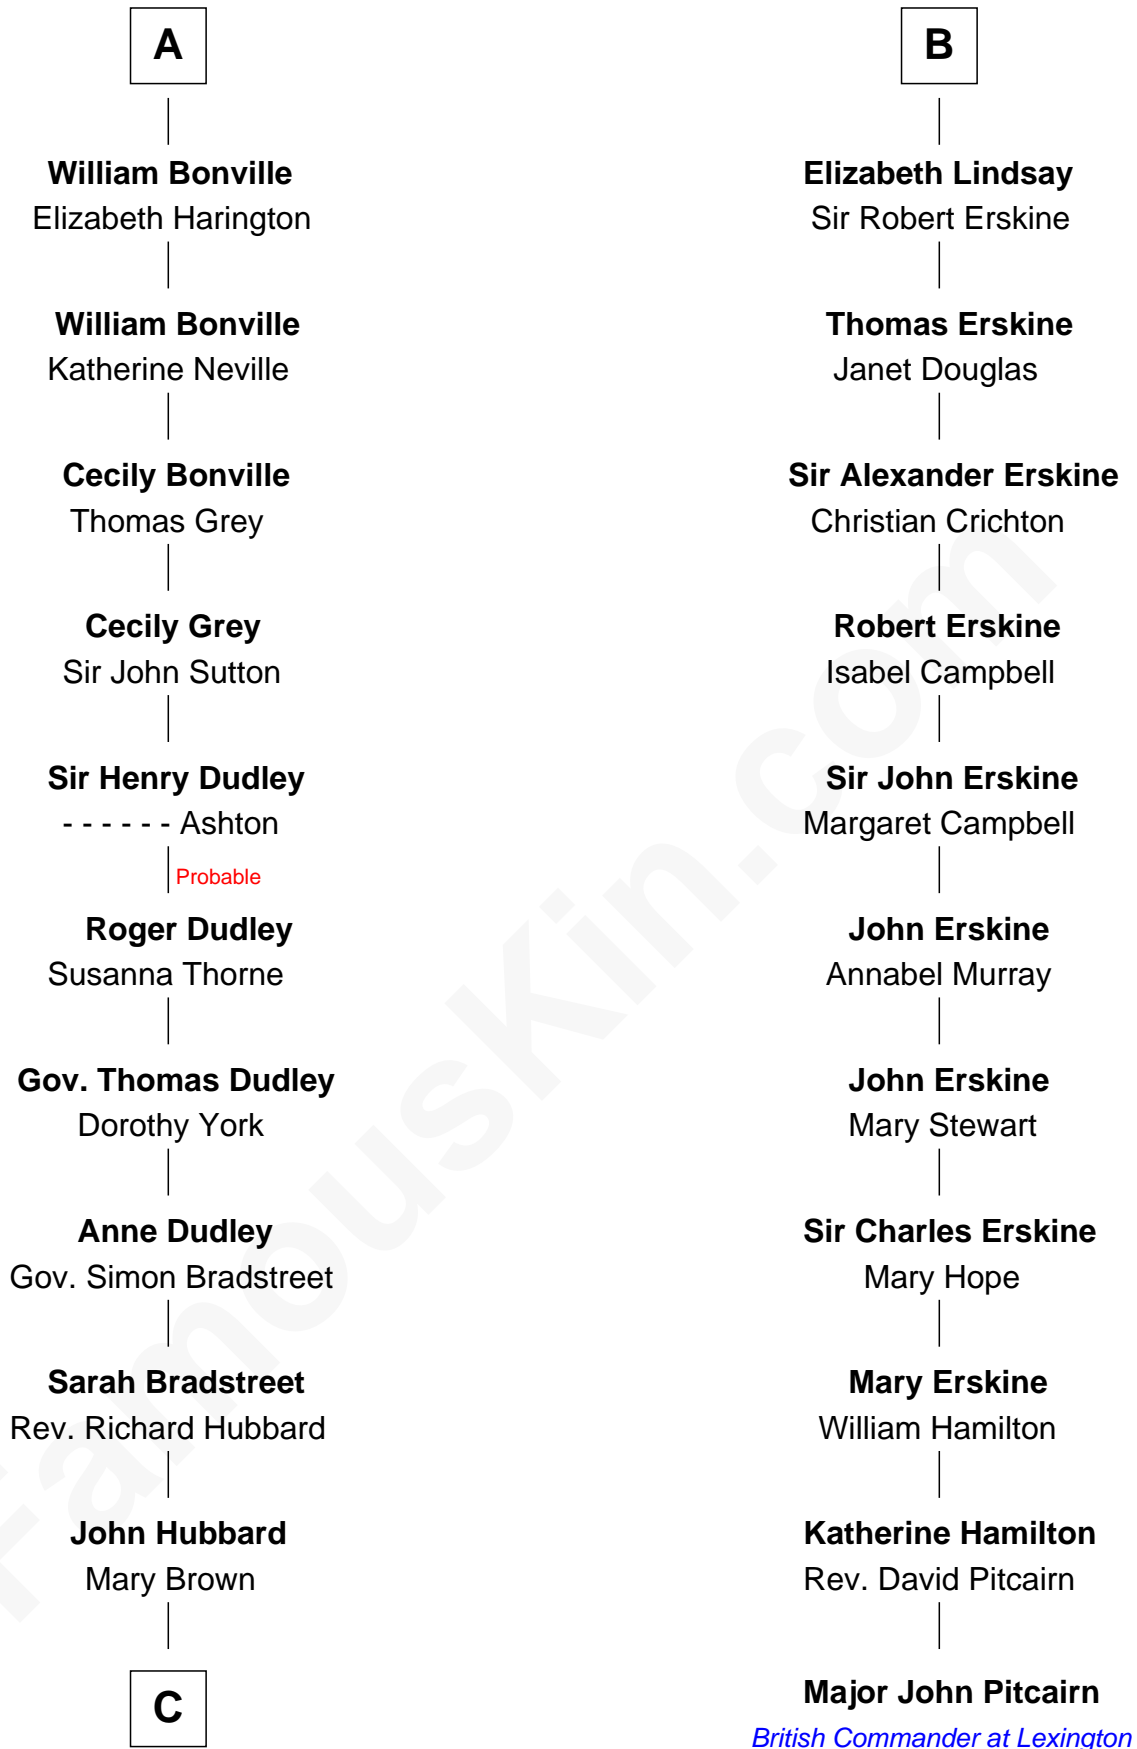 A
William Bonville
Elizabeth Harington
William Bonville
Katherine Neville
Cecily Bonville
Thomas Grey
Cecily Grey
Sir John Sutton
Sir Henry Dudley
- - - - - - Ashton
Probable
Roger Dudley
Susanna Thorne
Gov. Thomas Dudley
Dorothy York
Anne Dudley
Gov. Simon Bradstreet
Sarah Bradstreet
Rev. Richard Hubbard
John Hubbard
Mary Brown
C
B
Elizabeth Lindsay
Sir Robert Erskine
Thomas Erskine
Janet Douglas
Sir Alexander Erskine
Christian Crichton
Robert Erskine
Isabel Campbell
Sir John Erskine
Margaret Campbell
John Erskine
Annabel Murray
John Erskine
Mary Stewart
Sir Charles Erskine
Mary Hope
Mary Erskine
William Hamilton
Katherine Hamilton
Rev. David Pitcairn
Major John Pitcairn
British Commander at Lexington
FamousKin.com